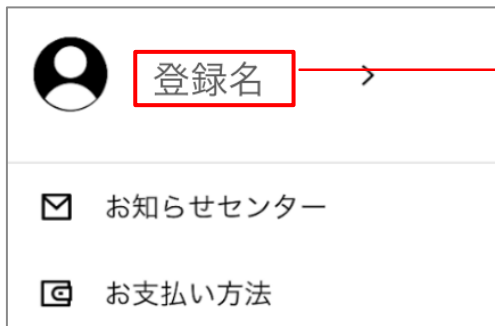 登録名
お知らせセンター
お支払い方法